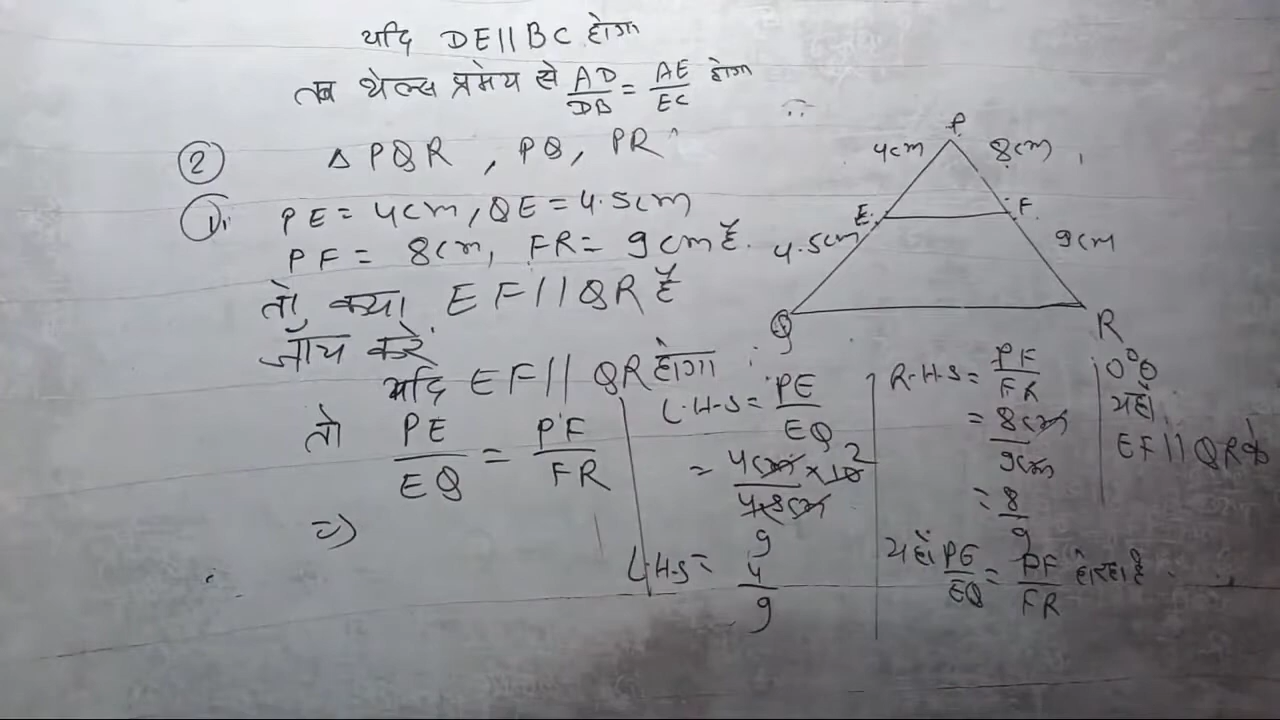 यदि DE||BC होगा
तब थेल्स प्रमेय से AD/DB = AE/EC होगा
② Δ PQR , PQ, PR
PE = 4cm, QE = 4.5cm
PF = 8cm, FR = 9cm है.
तो क्या EF||QR है
जाँच करें
यदि EF|| QR होगा
तो PE/EQ = PF/FR
=)
P
4cm 8cm
E F
4.5cm 9cm
Q R
L.H.S = PE/EQ
= 4cm × 10 2 / 4.5cm
9
L.H.S = 4/9
R.H.S = PF/FR
= 8cm/9cm
= 8/9
यहाँ PE/EQ = PF/FR हो रहा है
यहाँ
EF||QR